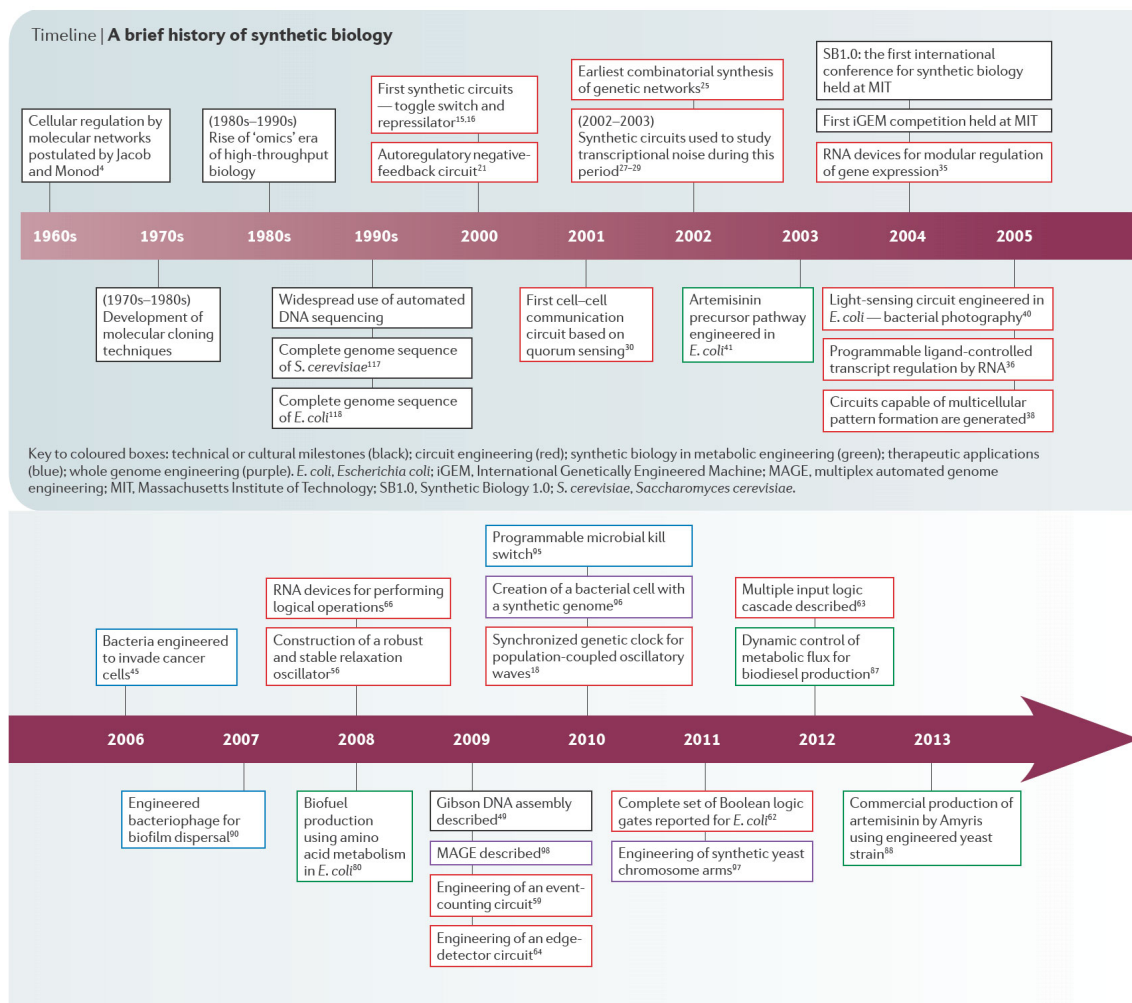 Timeline | A brief history of synthetic biology
Cellular regulation by
molecular networks
postulated by Jacob
and Monod4
(1980s–1990s)
Rise of ‘omics’ era
of high-throughput
biology
First synthetic circuits
— toggle switch and
repressilator15,16
Autoregulatory negative-
feedback circuit21
Earliest combinatorial synthesis
of genetic networks25
(2002–2003)
Synthetic circuits used to study
transcriptional noise during this
period27–29
SB1.0: the first international
conference for synthetic biology
held at MIT
First iGEM competition held at MIT
RNA devices for modular regulation
of gene expression35
1960s 1970s 1980s 1990s 2000 2001 2002 2003 2004 2005
(1970s–1980s)
Development of
molecular cloning
techniques
Widespread use of automated
DNA sequencing
Complete genome sequence
of S. cerevisiae117
Complete genome sequence
of E. coli118
First cell–cell
communication
circuit based on
quorum sensing30
Artemisinin
precursor pathway
engineered in
E. coli41
Light-sensing circuit engineered in
E. coli — bacterial photography40
Programmable ligand-controlled
transcript regulation by RNA36
Circuits capable of multicellular
pattern formation are generated38
Key to coloured boxes: technical or cultural milestones (black); circuit engineering (red); synthetic biology in metabolic engineering (green); therapeutic applications
(blue); whole genome engineering (purple). E. coli, Escherichia coli; iGEM, International Genetically Engineered Machine; MAGE, multiplex automated genome
engineering; MIT, Massachusetts Institute of Technology; SB1.0, Synthetic Biology 1.0; S. cerevisiae, Saccharomyces cerevisiae.
Bacteria engineered
to invade cancer
cells45
RNA devices for performing
logical operations66
Construction of a robust
and stable relaxation
oscillator56
Programmable microbial kill
switch95
Creation of a bacterial cell with
a synthetic genome96
Synchronized genetic clock for
population-coupled oscillatory
waves18
Multiple input logic
cascade described63
Dynamic control of
metabolic flux for
biodiesel production87
2006 2007 2008 2009 2010 2011 2012 2013
Engineered
bacteriophage for
biofilm dispersal90
Biofuel
production
using amino
acid metabolism
in E. coli80
Gibson DNA assembly
described49
MAGE described98
Engineering of an event-
counting circuit59
Engineering of an edge-
detector circuit64
Complete set of Boolean logic
gates reported for E. coli62
Engineering of synthetic yeast
chromosome arms97
Commercial production of
artemisinin by Amyris
using engineered yeast
strain88